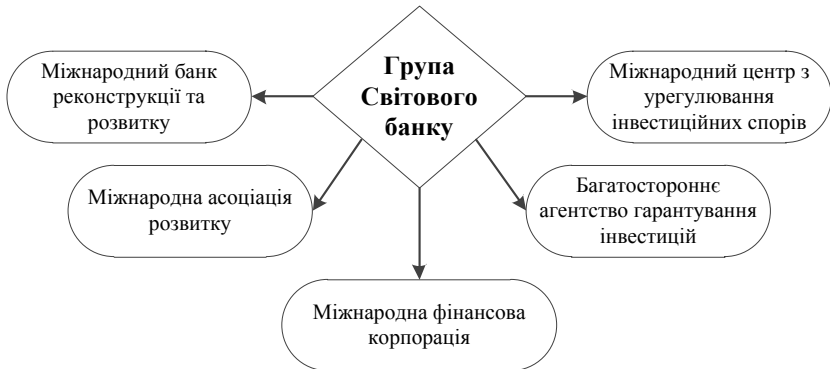 Група
Світового
банку
Міжнародний банк
реконструкції та
розвитку
Міжнародний центр з
урегулювання
інвестиційних спорів
Міжнародна асоціація
розвитку
Багатостороннє
агентство гарантування
інвестицій
Міжнародна фінансова
корпорація